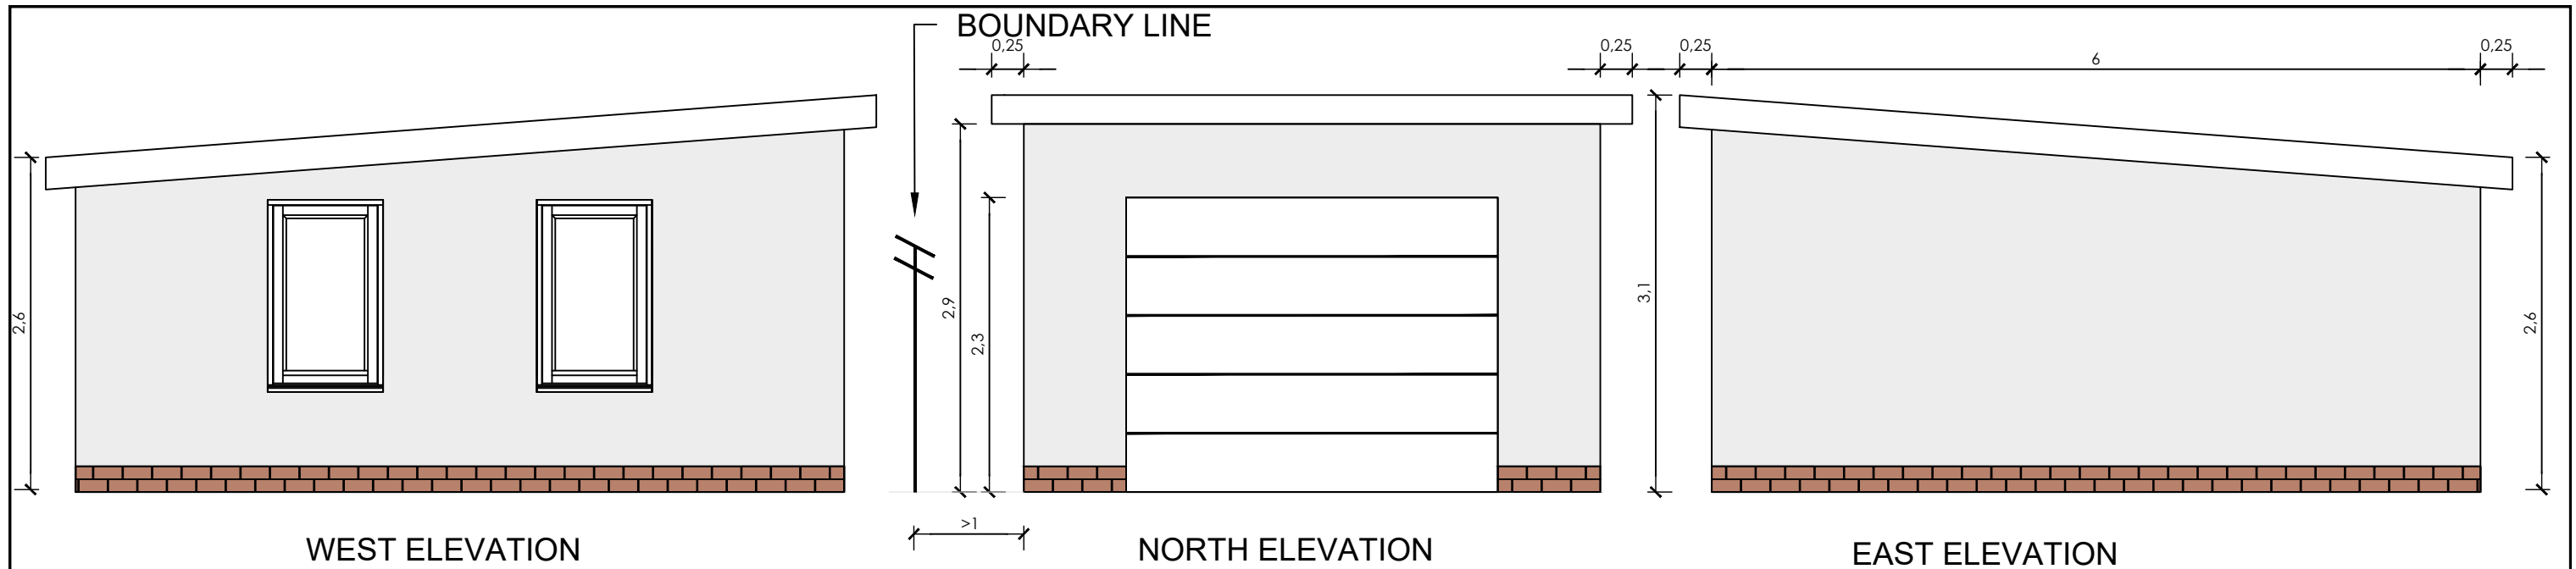 BOUNDARY LINE
0,25
0,25
0,25
6
0,25
2,6
2,9
2,3
3,1
2,6
>1
WEST ELEVATION
NORTH ELEVATION
EAST ELEVATION